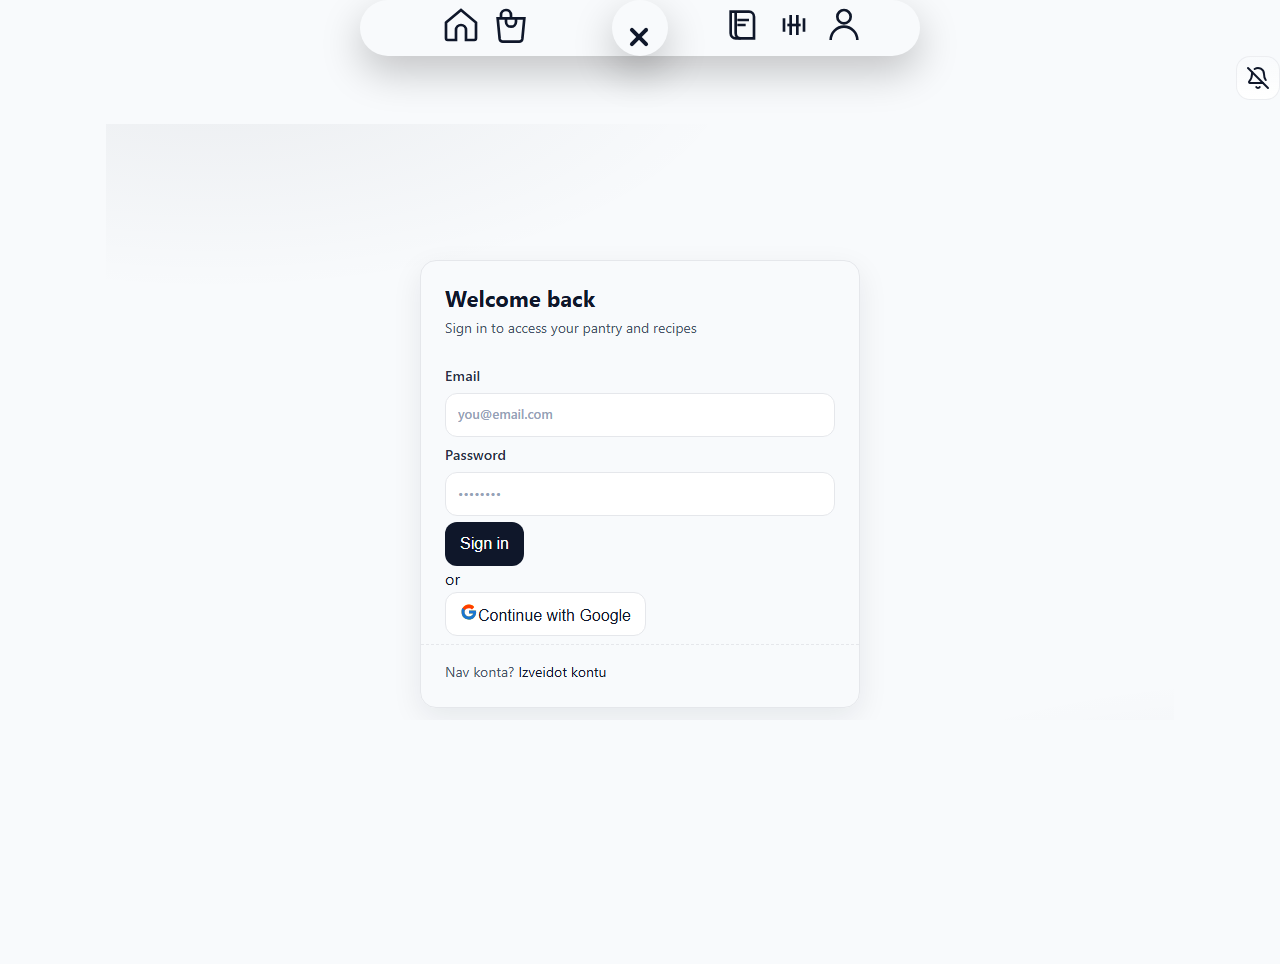 Welcome back
Sign in to access your pantry and recipes
Email
you@email.com
Password
••••••••
Sign in
or
Continue with Google
Nav konta? Izveidot kontu